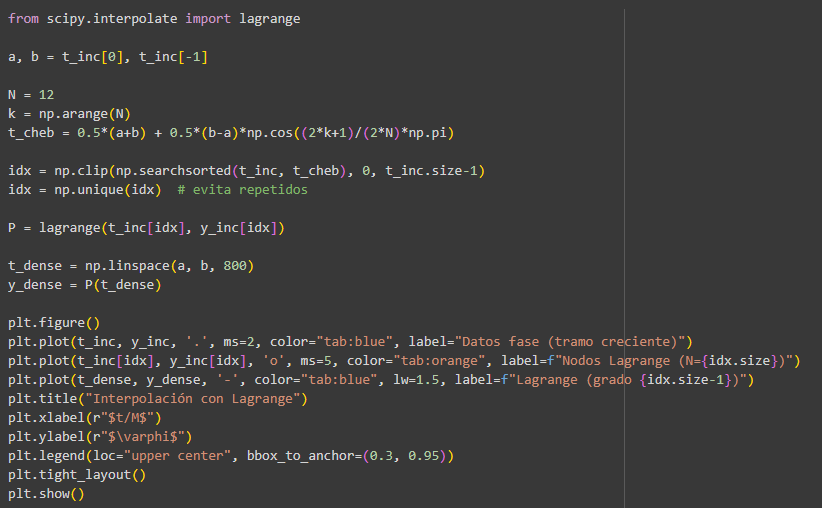 from scipy.interpolate import lagrange
a, b = t_inc[0], t_inc[-1]
N = 12
k = np.arange(N)
t_cheb = 0.5*(a+b) + 0.5*(b-a)*np.cos((2*k+1)/(2*N)*np.pi)
idx = np.clip(np.searchsorted(t_inc, t_cheb), 0, t_inc.size-1)
idx = np.unique(idx)  # evita repetidos
P = lagrange(t_inc[idx], y_inc[idx])
t_dense = np.linspace(a, b, 800)
y_dense = P(t_dense)
plt.figure()
plt.plot(t_inc, y_inc, '.', ms=2, color="tab:blue", label="Datos fase (tramo creciente)")
plt.plot(t_inc[idx], y_inc[idx], 'o', ms=5, color="tab:orange", label=f"Nodos Lagrange (N={idx.size})")
plt.plot(t_dense, y_dense, '-', color="tab:blue", lw=1.5, label=f"Lagrange (grado {idx.size-1})")
plt.title("Interpolación con Lagrange")
plt.xlabel(r"$t/M$")
plt.ylabel(r"$\varphi$")
plt.legend(loc="upper center", bbox_to_anchor=(0.3, 0.95))
plt.tight_layout()
plt.show()